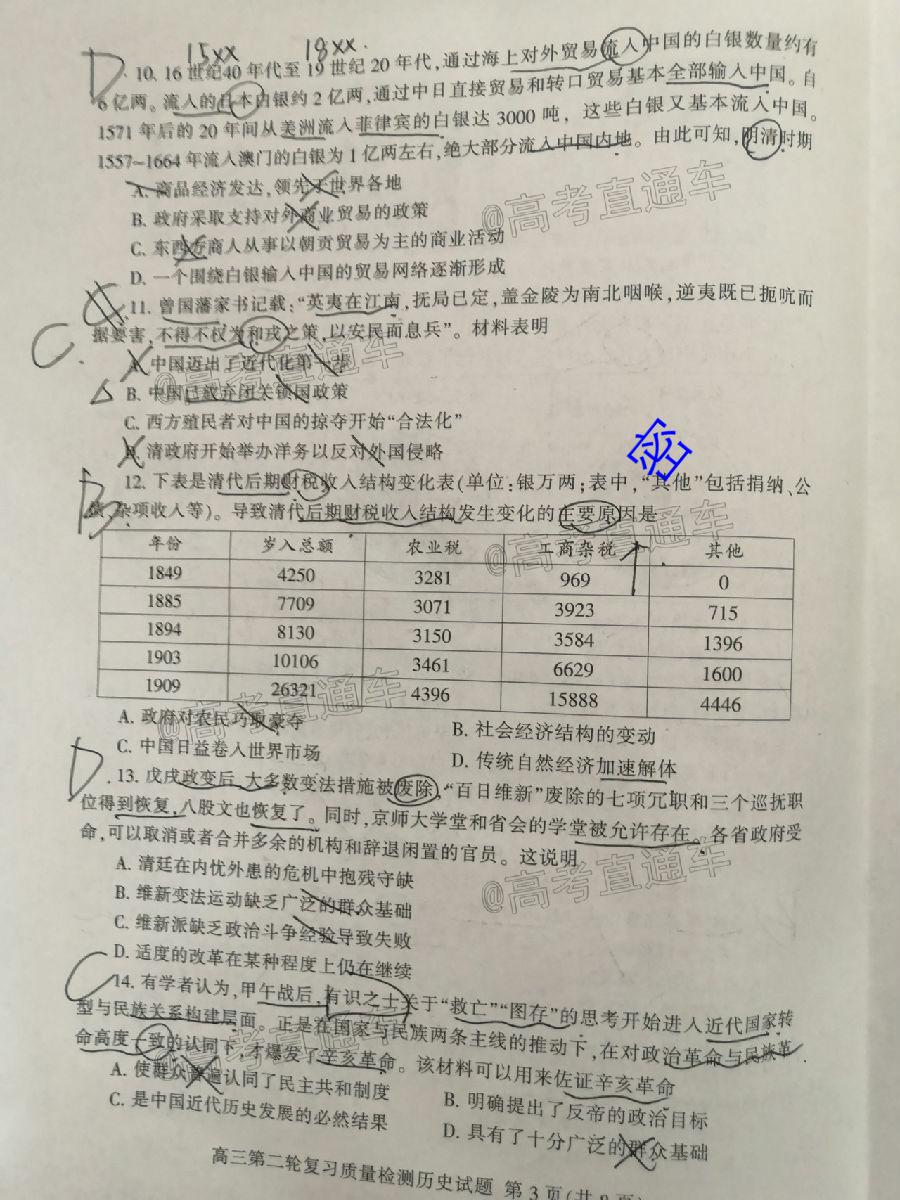 15xx 18xx.
D
10. 16 世纪40 年代至 19 世纪 20 年代，通过海上对外贸易流入中国的白银数量约有
6 亿两。流入的日本白银约 2 亿两，通过中日直接贸易和转口贸易基本全部输入中国。自
1571 年后的 20 年间从美洲流入菲律宾的白银达 3000 吨，这些白银又基本流入中国。
1557~1664 年流入澳门的白银为 1 亿两左右，绝大部分流入中国内地。由此可知，明清时期
A. 商品经济发达，领先于世界各地
B. 政府采取支持对外商业贸易的政策
C. 东西方商人从事以朝贡贸易为主的商业活动
D. 一个围绕白银输入中国的贸易网络逐渐形成
@高考直通车
C.
11. 曾国藩家书记载：“英夷在江南，抚局已定，盖金陵为南北咽喉，逆夷既已扼吭而
据要害，不得不权为和戎之策，以安民而息兵”。材料表明
A. 中国迈出了近代化第一步
B. 中国已放弃闭关锁国政策
C. 西方殖民者对中国的掠夺开始“合法化”
D. 清政府开始举办洋务以反对外国侵略
@高考直通车
密
B
12. 下表是清代后期财税收入结构变化表(单位：银万两；表中，“其他”包括捐纳、公
债、杂项收入等)。导致清代后期财税收入结构发生变化的主要原因是
年份 岁入总额 农业税 工商杂税 其他
1849 4250 3281 969 0
1885 7709 3071 3923 715
1894 8130 3150 3584 1396
1903 10106 3461 6629 1600
1909 26321 4396 15888 4446
@高考直通车
A. 政府对农民巧取豪夺 B. 社会经济结构的变动
C. 中国日益卷入世界市场 D. 传统自然经济加速解体
@高考直通车
D
13. 戊戌政变后，大多数变法措施被废除，“百日维新”废除的七项冗职和三个巡抚职
位得到恢复，八股文也恢复了。同时，京师大学堂和省会的学堂被允许存在。各省政府受
命，可以取消或者合并多余的机构和辞退闲置的官员。这说明
A. 清廷在内忧外患的危机中抱残守缺
B. 维新变法运动缺乏广泛的群众基础
C. 维新派缺乏政治斗争经验导致失败
D. 适度的改革在某种程度上仍在继续
@高考直通车
C
14. 有学者认为，甲午战后，有识之士关于“救亡”“图存”的思考开始进入近代国家转
型与民族关系构建层面，正是在国家与民族两条主线的推动下，在对政治革命与民族革
命高度一致的认同下，才爆发了辛亥革命。该材料可以用来佐证辛亥革命
A. 使群众普遍认同了民主共和制度 B. 明确提出了反帝的政治目标
C. 是中国近代历史发展的必然结果 D. 具有了十分广泛的群众基础
@高考直通车
高三第二轮复习质量检测历史试题 第 3 页(共 8 页)